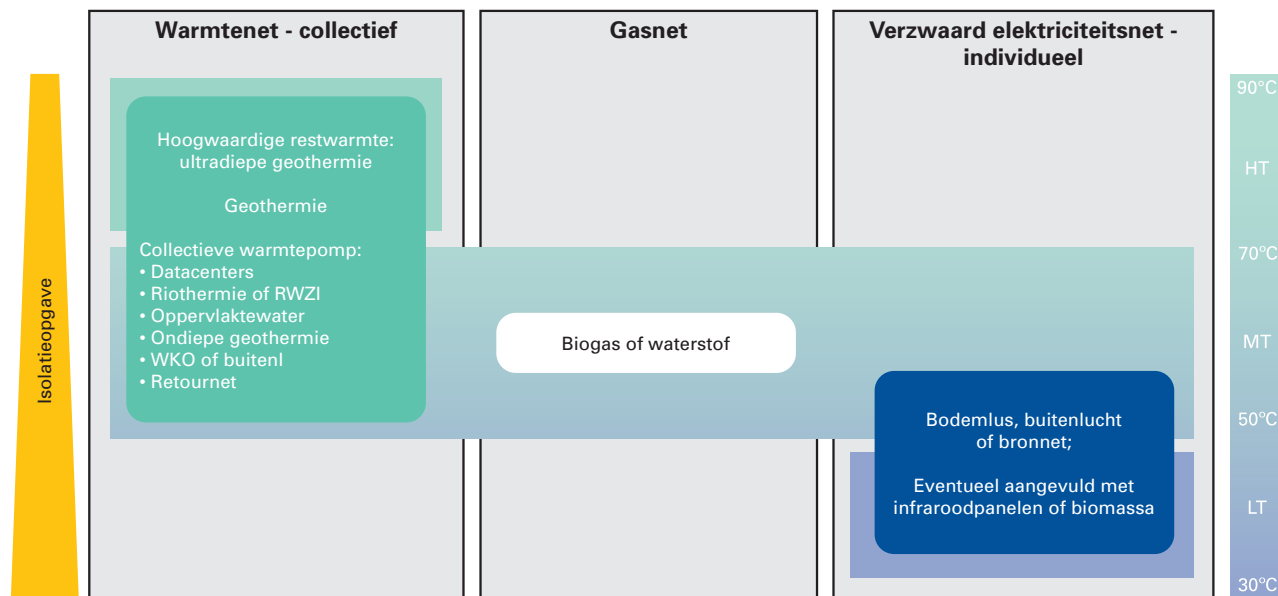 Warmtenet - collectief
Gasnet
Verzwaard elektriciteitsnet -
individueel
Isolatieopgave
Hoogwaardige restwarmte:
ultradiepe geothermie
Geothermie
Collectieve warmtepomp:
• Datacenters
• Riothermie of RWZI
• Oppervlaktewater
• Ondiepe geothermie
• WKO of buitenl
• Retournet
Biogas of waterstof
Bodemlus, buitenlucht
of bronnet;
Eventueel aangevuld met
infraroodpanelen of biomassa
90°C
HT
70°C
MT
50°C
LT
30°C